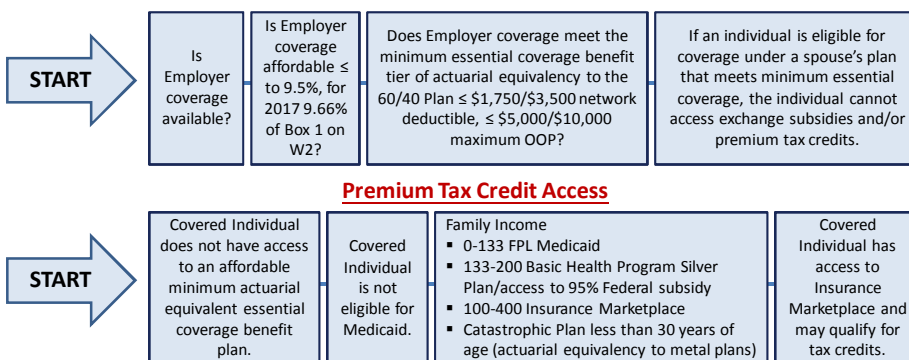 START
Is
Employer
coverage
available?
Is Employer
coverage
affordable ≤
to 9.5%, for
2017 9.66%
of Box 1 on
W2?
Does Employer coverage meet the
minimum essential coverage benefit
tier of actuarial equivalency to the
60/40 Plan ≤ $1,750/$3,500 network
deductible, ≤ $5,000/$10,000
maximum OOP?
If an individual is eligible for
coverage under a spouse's plan
that meets minimum essential
coverage, the individual cannot
access exchange subsidies and/or
premium tax credits.
Premium Tax Credit Access
START
Covered Individual
does not have access
to an affordable
minimum actuarial
equivalent essential
coverage benefit
plan.
Covered
Individual
is not
eligible for
Medicaid.
Family Income
▪ 0-133 FPL Medicaid
▪ 133-200 Basic Health Program Silver
Plan/access to 95% Federal subsidy
▪ 100-400 Insurance Marketplace
▪ Catastrophic Plan less than 30 years of
age (actuarial equivalency to metal plans)
Covered
Individual has
access to
Insurance
Marketplace and
may qualify for
tax credits.